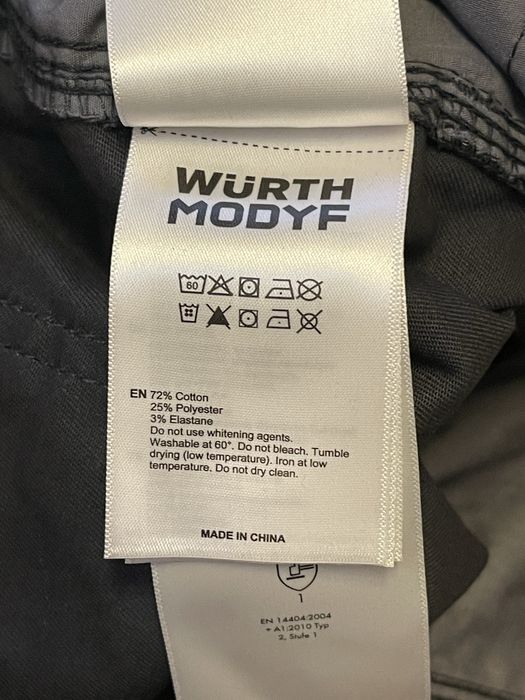 WÜRTH
MODYF
60
EN 72% Cotton
25% Polyester
3% Elastane
Do not use whitening agents.
Washable at 60°. Do not bleach. Tumble
drying (low temperature). Iron at low
temperature. Do not dry clean.
MADE IN CHINA
1
EN 14404:2004
+ A1:2010 Typ
2, Stufe 1